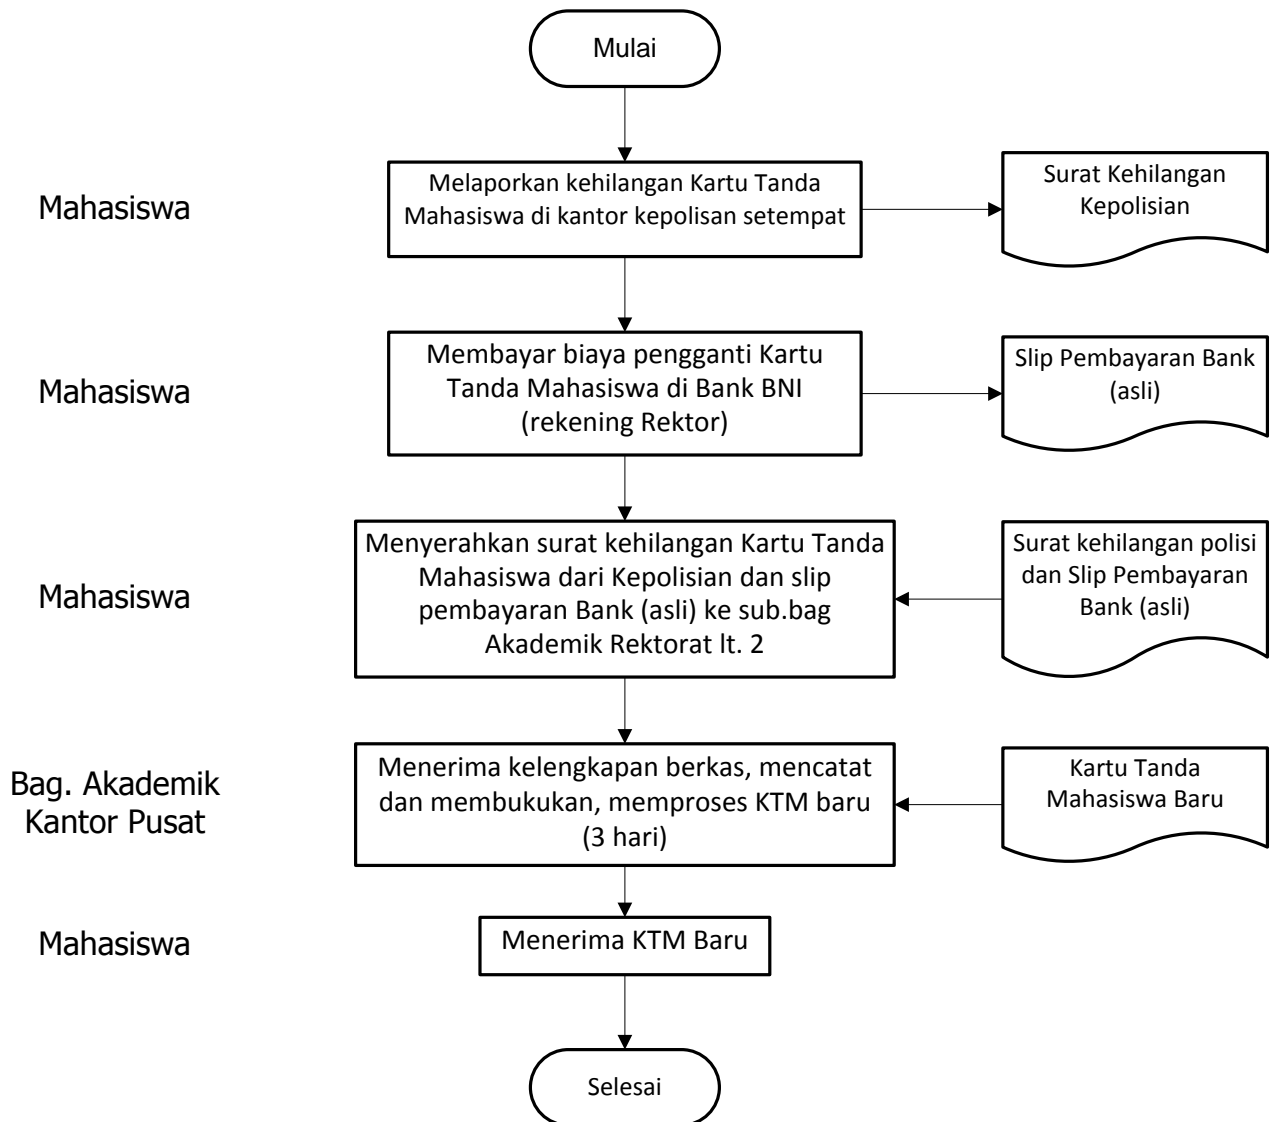 Mulai
Mahasiswa
Melaporkan kehilangan Kartu Tanda
Mahasiswa di kantor kepolisan setempat
Surat Kehilangan
Kepolisian
Mahasiswa
Membayar biaya pengganti Kartu
Tanda Mahasiswa di Bank BNI
(rekening Rektor)
Slip Pembayaran Bank
(asli)
Mahasiswa
Menyerahkan surat kehilangan Kartu Tanda
Mahasiswa dari Kepolisian dan slip
pembayaran Bank (asli) ke sub.bag
Akademik Rektorat lt. 2
Surat kehilangan polisi
dan Slip Pembayaran
Bank (asli)
Bag. Akademik
Kantor Pusat
Menerima kelengkapan berkas, mencatat
dan membukukan, memproses KTM baru
(3 hari)
Kartu Tanda
Mahasiswa Baru
Mahasiswa
Menerima KTM Baru
Selesai